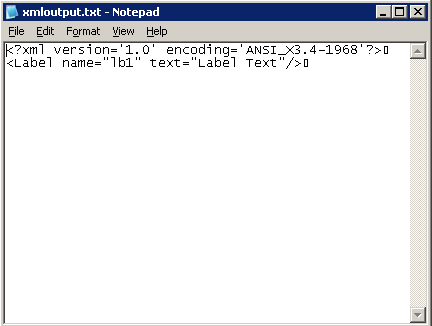 xmloutput.txt - Notepad
File Edit Format View Help
<?xml version='1.0' encoding='ANSI_X3.4-1968'?>▯
<Label name="lb1" text="Label Text"/>▯